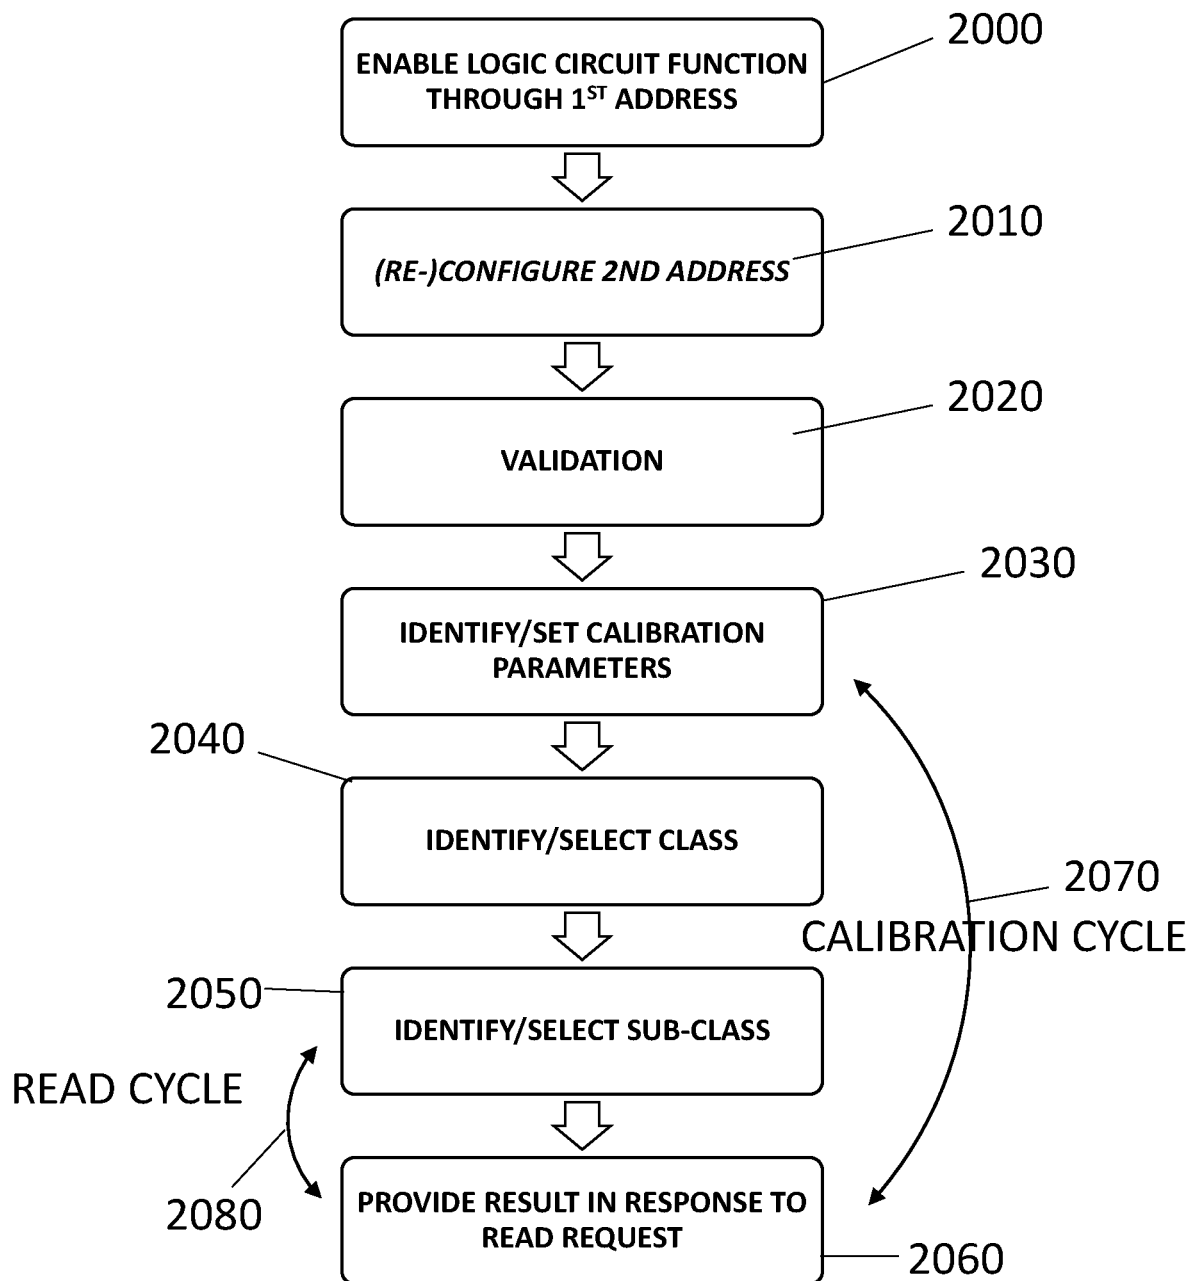 2000
ENABLE LOGIC CIRCUIT FUNCTION
THROUGH 1ST ADDRESS
2010
(RE-)CONFIGURE 2ND ADDRESS
2020
VALIDATION
2030
IDENTIFY/SET CALIBRATION
PARAMETERS
2040
IDENTIFY/SELECT CLASS
2070
CALIBRATION CYCLE
2050
IDENTIFY/SELECT SUB-CLASS
READ CYCLE
2080
PROVIDE RESULT IN RESPONSE TO
READ REQUEST
2060